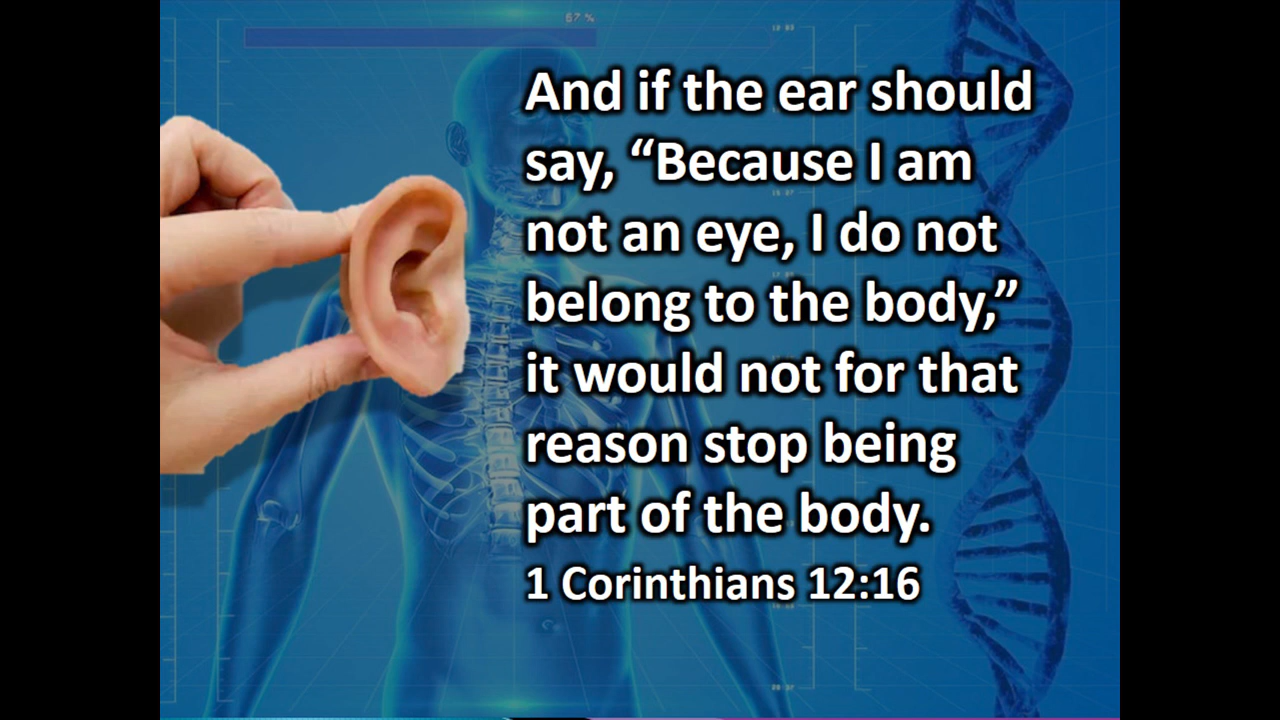 67 %
And if the ear should
say, “Because I am
not an eye, I do not
belong to the body,”
it would not for that
reason stop being
part of the body.
1 Corinthians 12:16